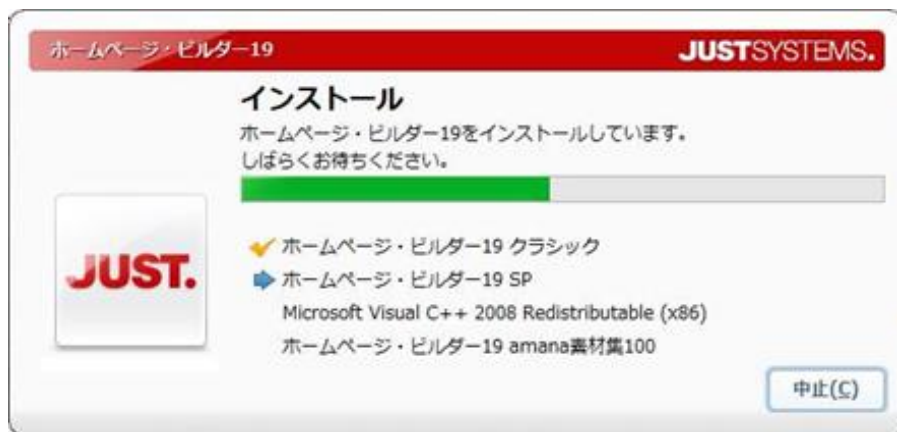 ホームページ・ビルダー19
JUSTSYSTEMS.
インストール
ホームページ・ビルダー19をインストールしています。
しばらくお待ちください。
JUST.
ホームページ・ビルダー19 クラシック
ホームページ・ビルダー19 SP
Microsoft Visual C++ 2008 Redistributable (x86)
ホームページ・ビルダー19 amana素材集100
中止(C)